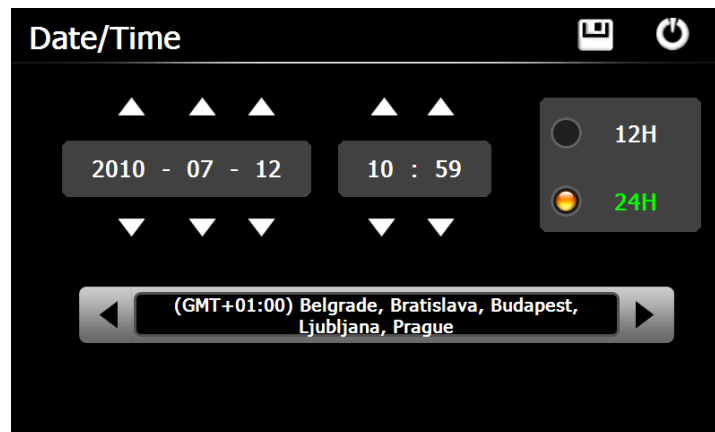 Date/Time
2010 - 07 - 12
10 : 59
12H
24H
(GMT+01:00) Belgrade, Bratislava, Budapest,
Ljubljana, Prague